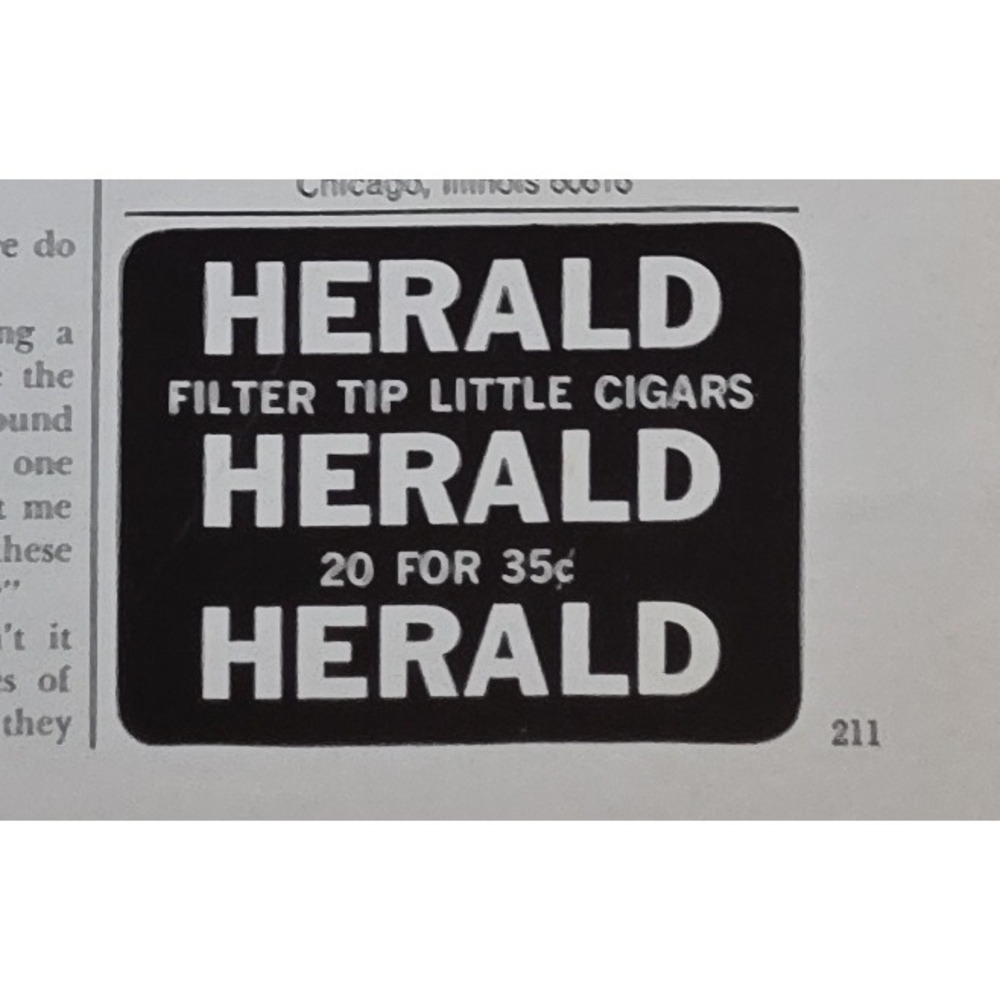 e do
ng a
the
ound
one
t me
these
."
't it
s of
they
Chicago, Illinois 60610
HERALD
FILTER TIP LITTLE CIGARS
HERALD
20 FOR 35¢
HERALD
211